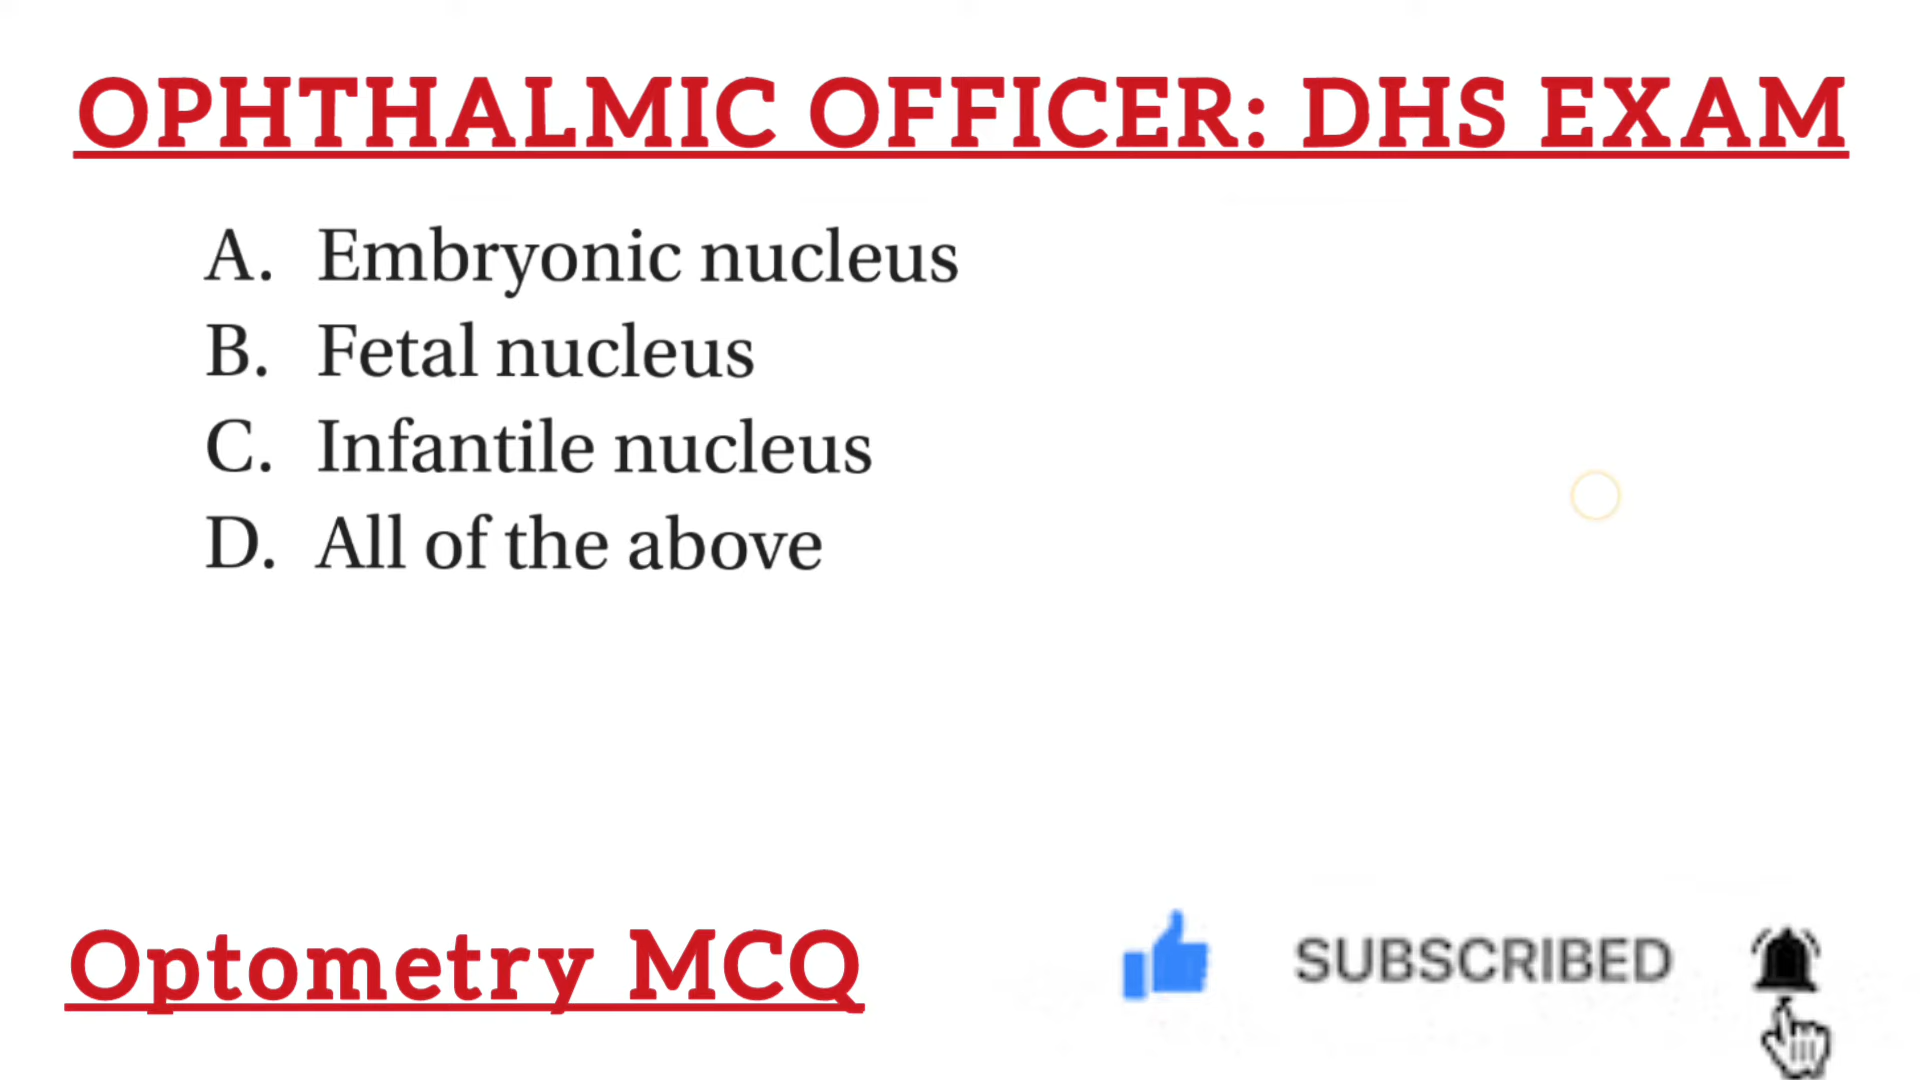 OPHTHALMIC OFFICER: DHS EXAM
A. Embryonic nucleus
B. Fetal nucleus
C. Infantile nucleus
D. All of the above
Optometry MCQ
SUBSCRIBED